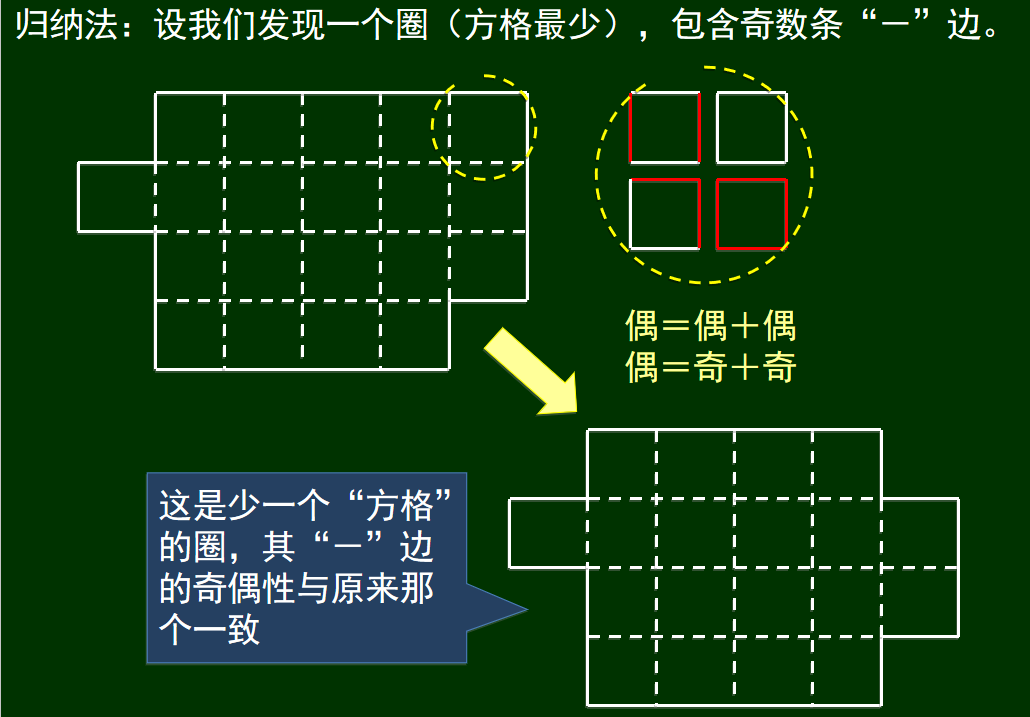 归纳法：设我们发现一个圈（方格最少），包含奇数条“－”边。
偶＝偶＋偶
偶＝奇＋奇
这是少一个“方格”
的圈，其“－”边
的奇偶性与原来那
个一致